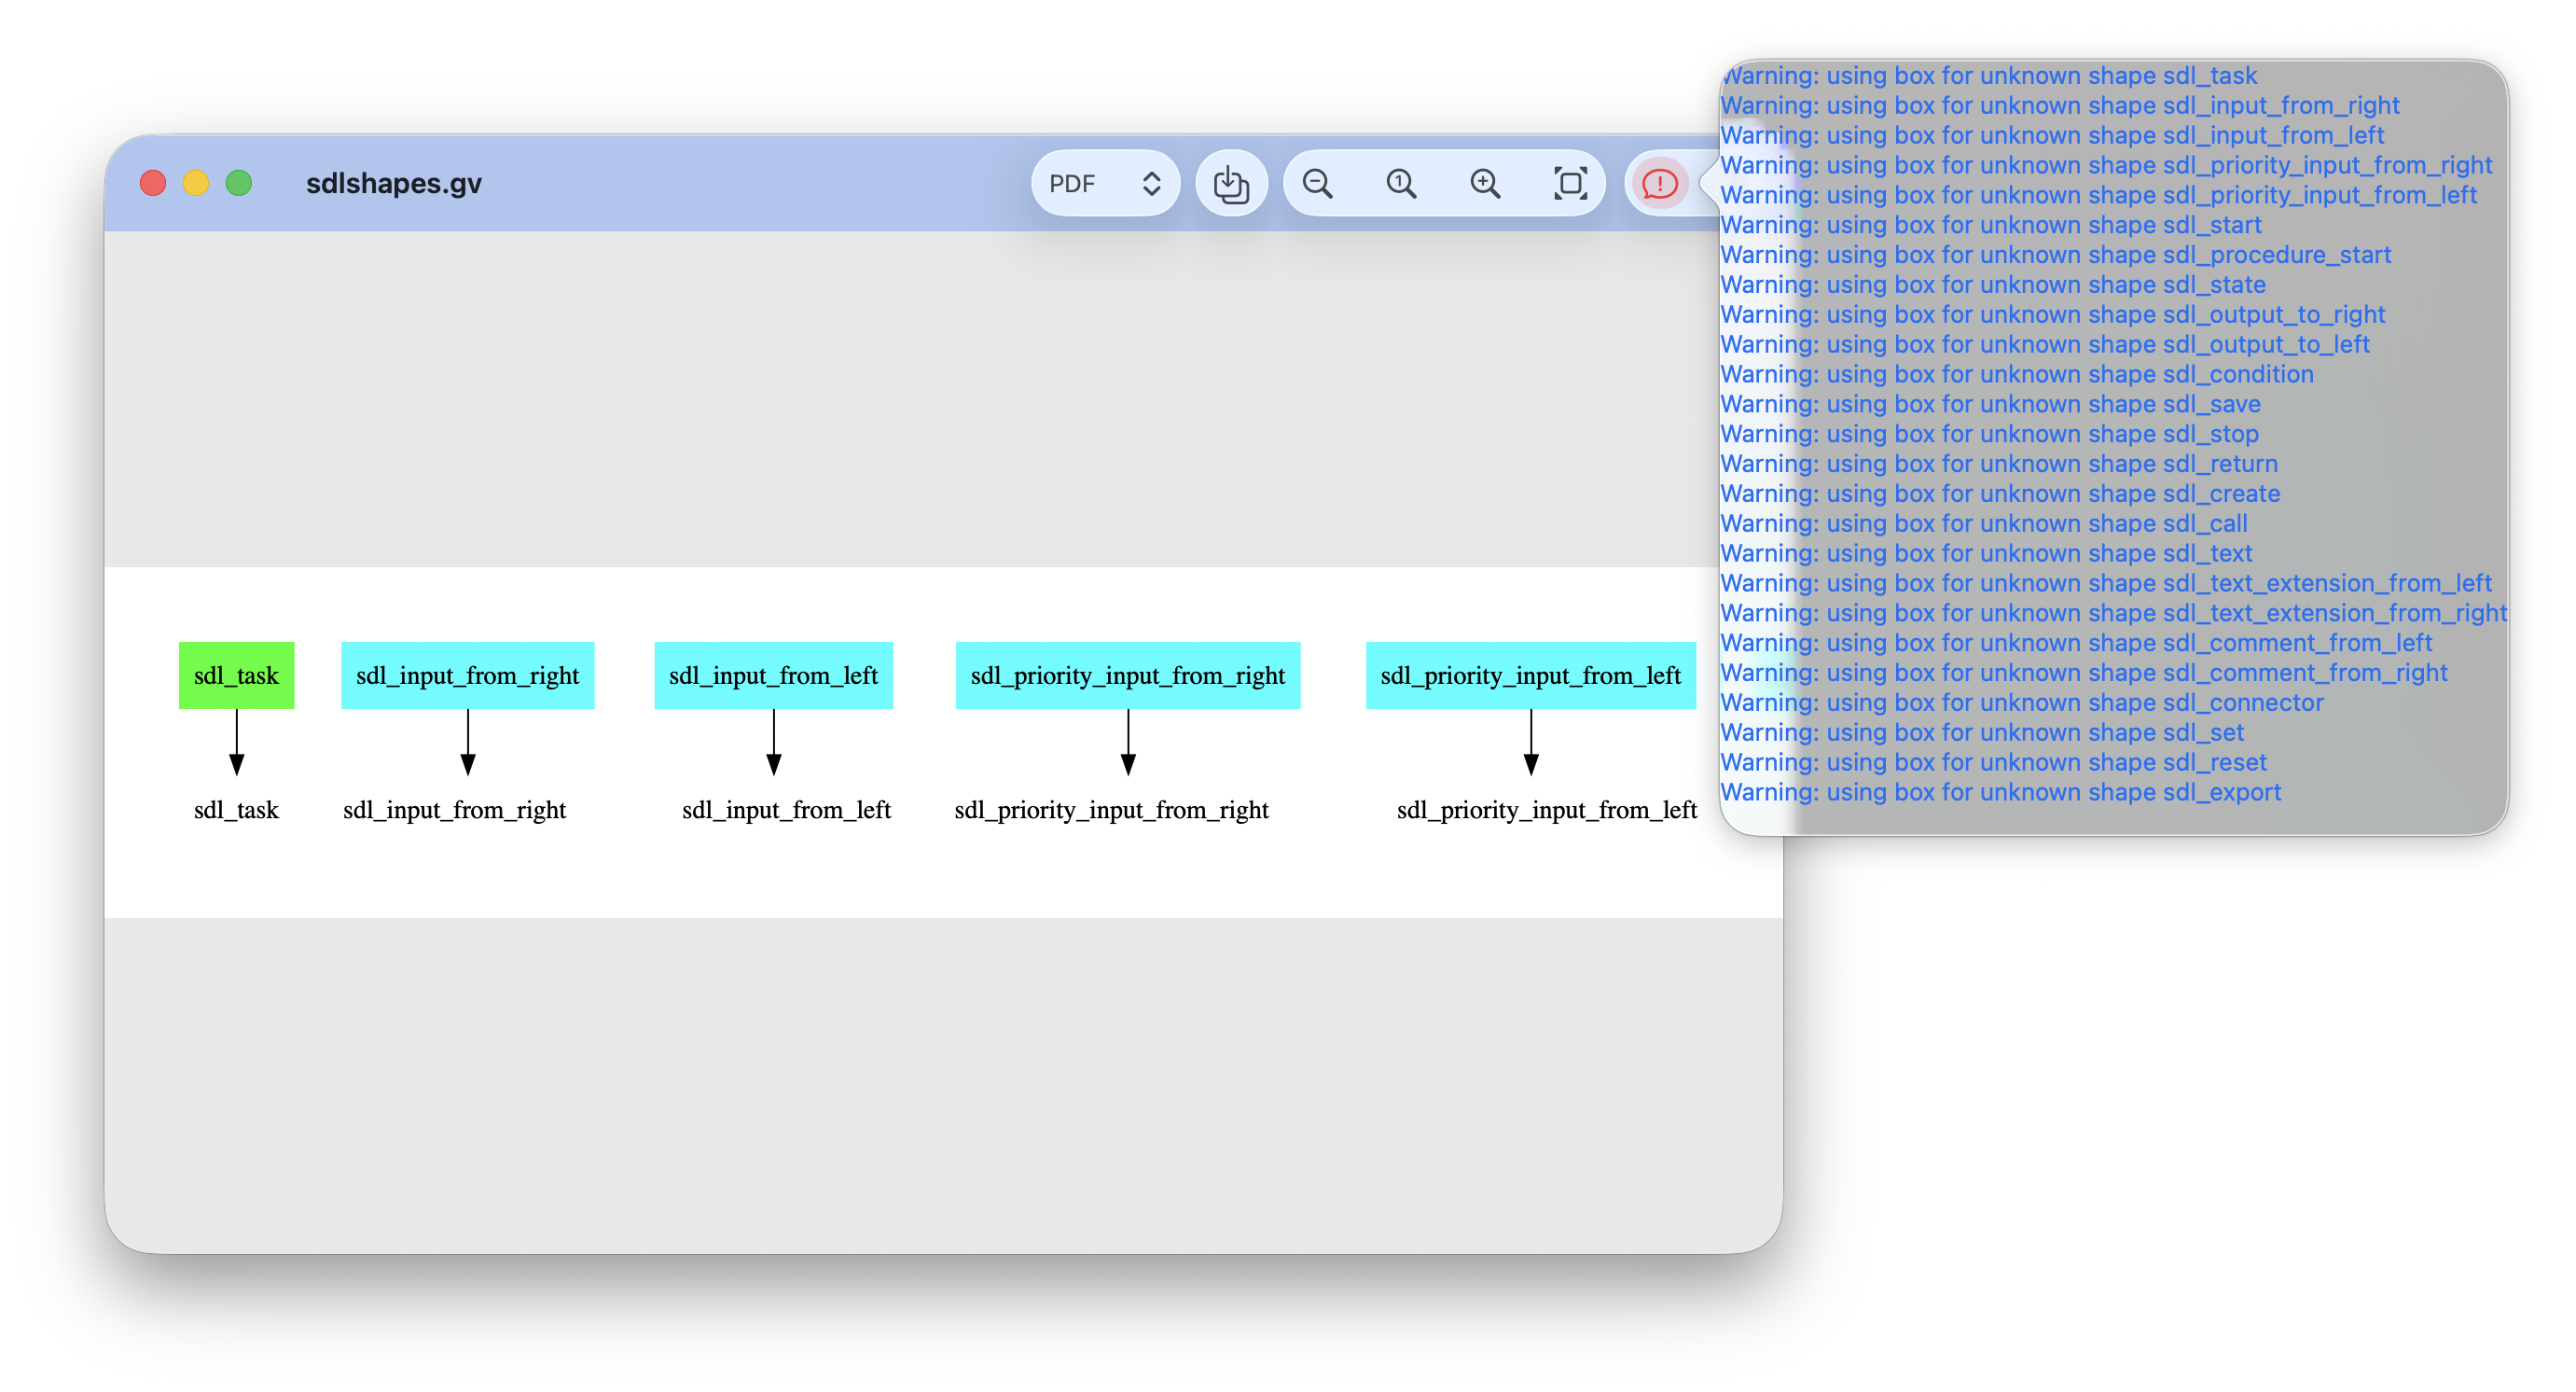 sdlshapes.gv
PDF
1
Warning: using box for unknown shape sdl_task
Warning: using box for unknown shape sdl_input_from_right
Warning: using box for unknown shape sdl_input_from_left
Warning: using box for unknown shape sdl_priority_input_from_right
Warning: using box for unknown shape sdl_priority_input_from_left
Warning: using box for unknown shape sdl_start
Warning: using box for unknown shape sdl_procedure_start
Warning: using box for unknown shape sdl_state
Warning: using box for unknown shape sdl_output_to_right
Warning: using box for unknown shape sdl_output_to_left
Warning: using box for unknown shape sdl_condition
Warning: using box for unknown shape sdl_save
Warning: using box for unknown shape sdl_stop
Warning: using box for unknown shape sdl_return
Warning: using box for unknown shape sdl_create
Warning: using box for unknown shape sdl_call
Warning: using box for unknown shape sdl_text
Warning: using box for unknown shape sdl_text_extension_from_left
Warning: using box for unknown shape sdl_text_extension_from_right
Warning: using box for unknown shape sdl_comment_from_left
Warning: using box for unknown shape sdl_comment_from_right
Warning: using box for unknown shape sdl_connector
Warning: using box for unknown shape sdl_set
Warning: using box for unknown shape sdl_reset
Warning: using box for unknown shape sdl_export
sdl_task sdl_input_from_right sdl_input_from_left sdl_priority_input_from_right sdl_priority_input_from_left
sdl_task sdl_input_from_right sdl_input_from_left sdl_priority_input_from_right sdl_priority_input_from_left